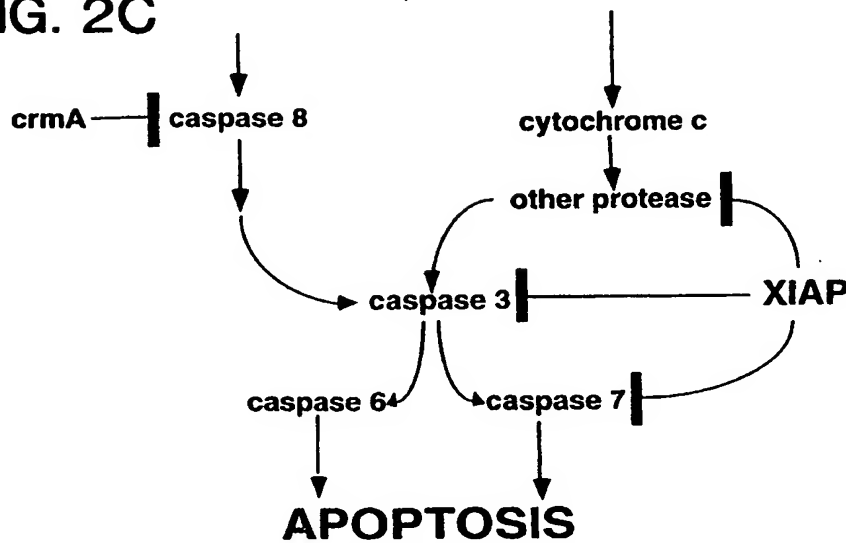 IG. 2C
crmA
caspase 8
cytochrome c
other protease
caspase 3
XIAP
caspase 6
caspase 7
APOPTOSIS